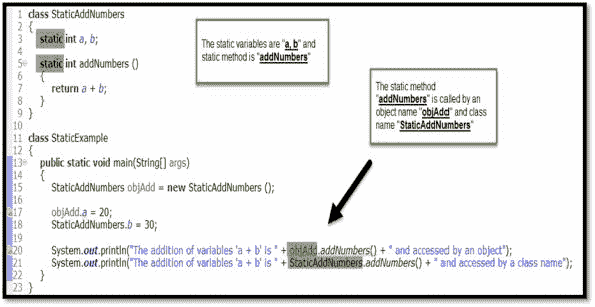 1 class StaticAddNumbers
2 {
3 static int a, b;
4
5 static int addNumbers ()
6 {
7 return a + b;
8 }
9 }
10
11 class StaticExample
12 {
13 public static void main(String[] args)
14 {
15 StaticAddNumbers objAdd = new StaticAddNumbers ();
16
17 objAdd.a = 20;
18 StaticAddNumbers.b = 30;
19
20 System.out.println("The addition of variables 'a + b' is " + objAdd.addNumbers() + " and accessed by an object");
21 System.out.println("The addition of variables 'a + b' is " + StaticAddNumbers.addNumbers() + " and accessed by a class name");
22 }
23 }
The static variables are "a, b" and
static method is "addNumbers"
The static method
"addNumbers" is called by an
object name "objAdd" and class
name "StaticAddNumbers"